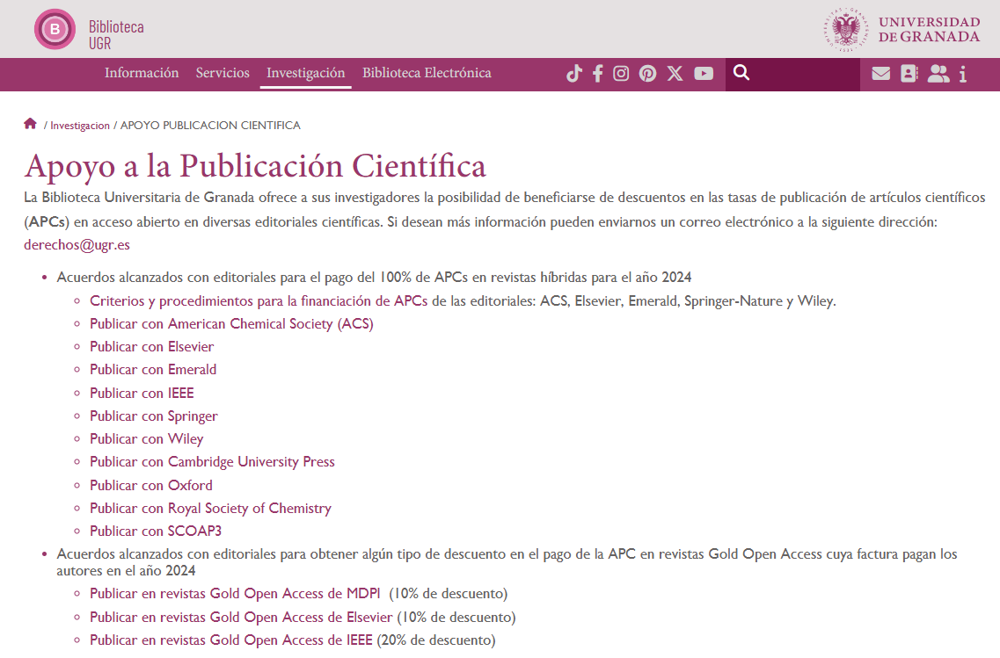 B
Biblioteca
UGR
UNIVERSIDAD
DE GRANADA
Información Servicios Investigación Biblioteca Electrónica
/ Investigacion / APOYO PUBLICACION CIENTIFICA
Apoyo a la Publicación Científica
La Biblioteca Universitaria de Granada ofrece a sus investigadores la posibilidad de beneficiarse de descuentos en las tasas de publicación de artículos científicos
(APCs) en acceso abierto en diversas editoriales científicas. Si desean más información pueden enviarnos un correo electrónico a la siguiente dirección:
derechos@ugr.es
• Acuerdos alcanzados con editoriales para el pago del 100% de APCs en revistas híbridas para el año 2024
◦ Criterios y procedimientos para la financiación de APCs de las editoriales: ACS, Elsevier, Emerald, Springer-Nature y Wiley.
◦ Publicar con American Chemical Society (ACS)
◦ Publicar con Elsevier
◦ Publicar con Emerald
◦ Publicar con IEEE
◦ Publicar con Springer
◦ Publicar con Wiley
◦ Publicar con Cambridge University Press
◦ Publicar con Oxford
◦ Publicar con Royal Society of Chemistry
◦ Publicar con SCOAP3
• Acuerdos alcanzados con editoriales para obtener algún tipo de descuento en el pago de la APC en revistas Gold Open Access cuya factura pagan los
autores en el año 2024
◦ Publicar en revistas Gold Open Access de MDPI (10% de descuento)
◦ Publicar en revistas Gold Open Access de Elsevier (10% de descuento)
◦ Publicar en revistas Gold Open Access de IEEE (20% de descuento)